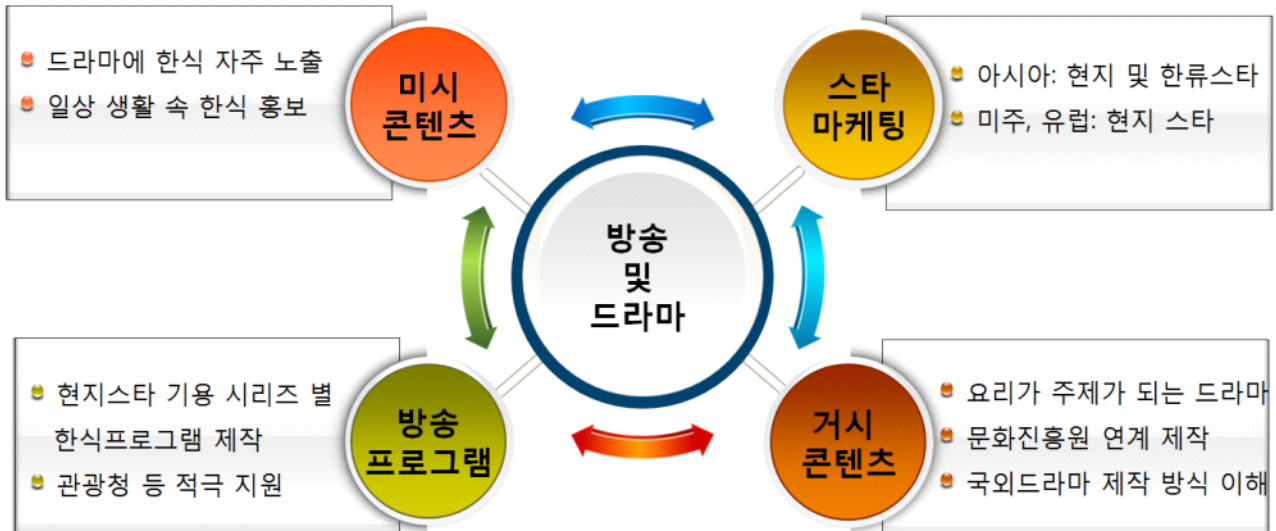 드라마에 한식 자주 노출
일상 생활 속 한식 홍보
미시
콘텐츠
스타
마케팅
아시아: 현지 및 한류스타
미주, 유럽: 현지 스타
방송
및
드라마
현지스타 기용 시리즈 별
한식프로그램 제작
관광청 등 적극 지원
방송
프로그램
거시
콘텐츠
요리가 주제가 되는 드라마
문화진흥원 연계 제작
국외드라마 제작 방식 이해